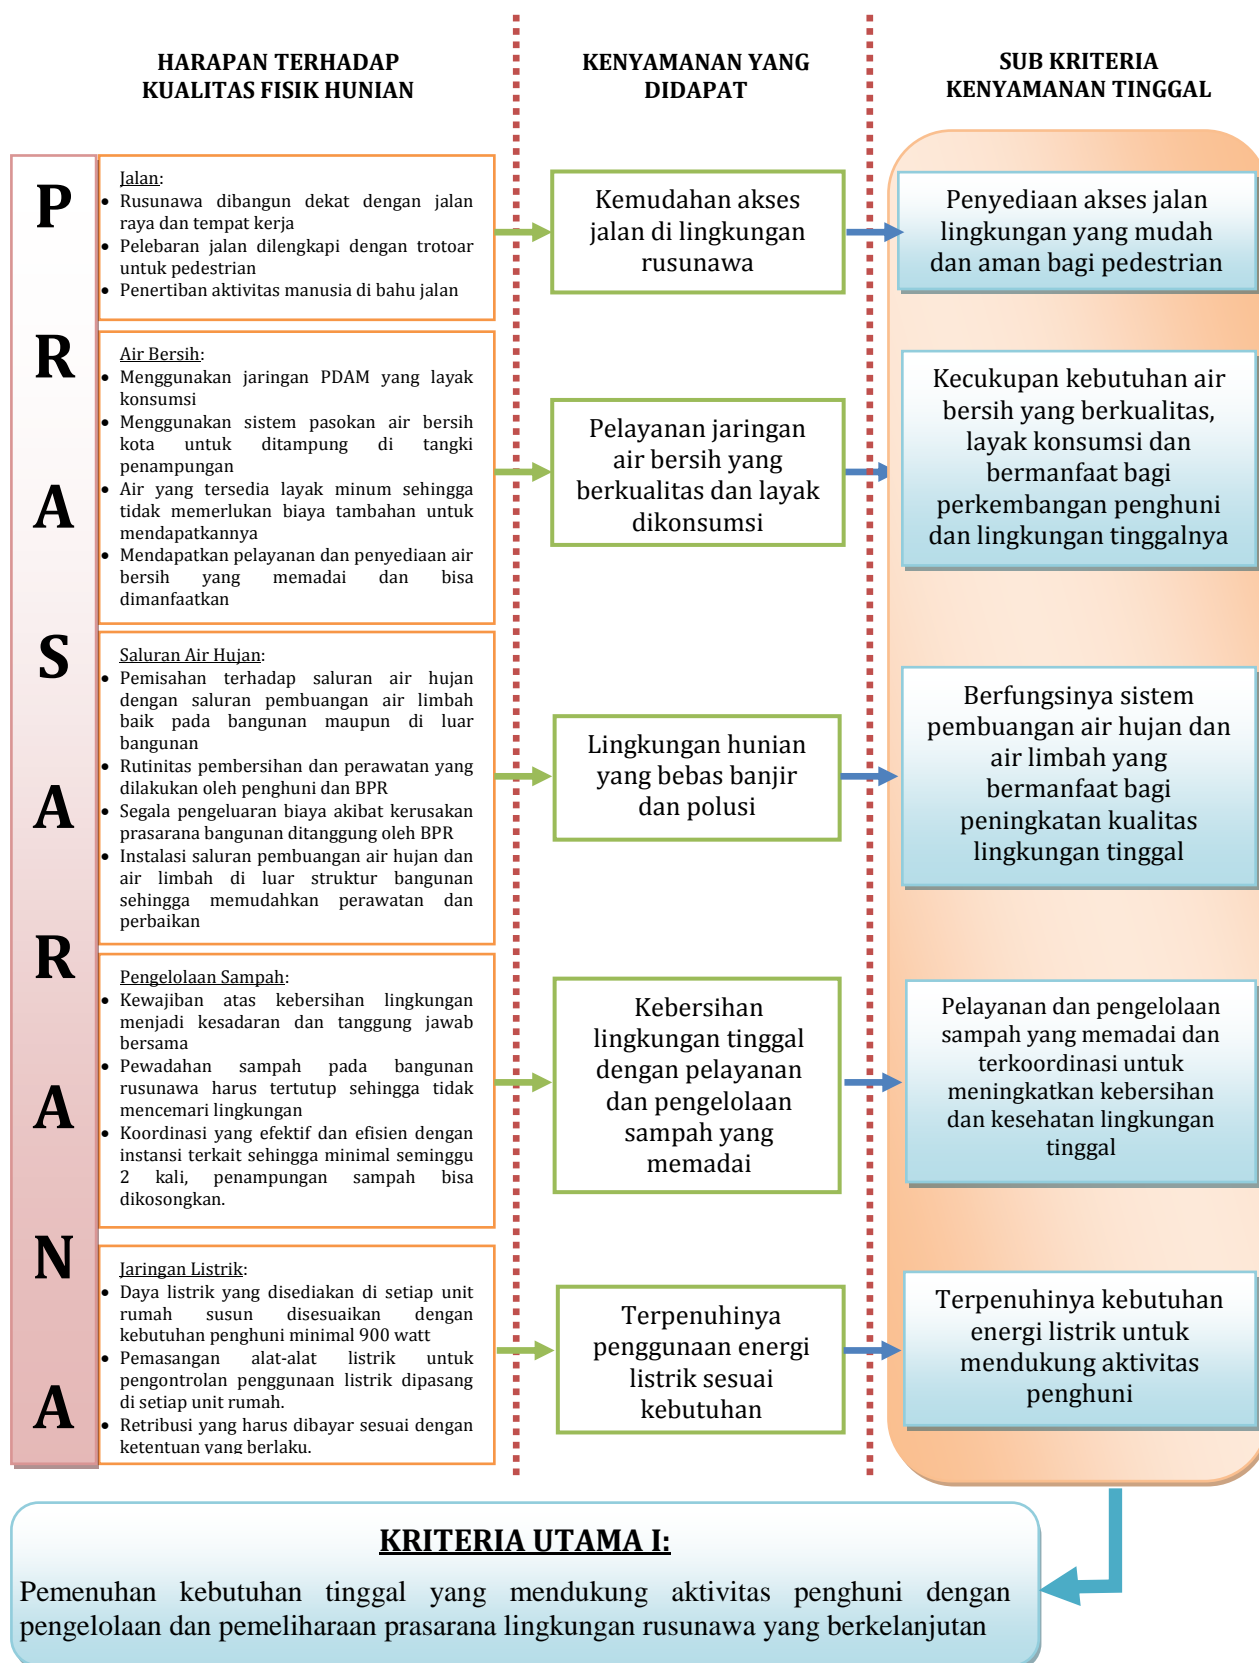 HARAPAN TERHADAP
KUALITAS FISIK HUNIAN
KENYAMANAN YANG
DIDAPAT
SUB KRITERIA
KENYAMANAN TINGGAL
P
R
A
S
A
R
A
N
A
Jalan:
• Rusunawa dibangun dekat dengan jalan
raya dan tempat kerja
• Pelebaran jalan dilengkapi dengan trotoar
untuk pedestrian
• Penertiban aktivitas manusia di bahu jalan
Kemudahan akses
jalan di lingkungan
rusunawa
Penyediaan akses jalan
lingkungan yang mudah
dan aman bagi pedestrian
Air Bersih:
• Menggunakan jaringan PDAM yang layak
konsumsi
• Menggunakan sistem pasokan air bersih
kota untuk ditampung di tangki
penampungan
• Air yang tersedia layak minum sehingga
tidak memerlukan biaya tambahan untuk
mendapatkannya
• Mendapatkan pelayanan dan penyediaan air
bersih yang memadai dan bisa
dimanfaatkan
Pelayanan jaringan
air bersih yang
berkualitas dan layak
dikonsumsi
Kecukupan kebutuhan air
bersih yang berkualitas,
layak konsumsi dan
bermanfaat bagi
perkembangan penghuni
dan lingkungan tinggalnya
Saluran Air Hujan:
• Pemisahan terhadap saluran air hujan
dengan saluran pembuangan air limbah
baik pada bangunan maupun di luar
bangunan
• Rutinitas pembersihan dan perawatan yang
dilakukan oleh penghuni dan BPR
• Segala pengeluaran biaya akibat kerusakan
prasarana bangunan ditanggung oleh BPR
• Instalasi saluran pembuangan air hujan dan
air limbah di luar struktur bangunan
sehingga memudahkan perawatan dan
perbaikan
Lingkungan hunian
yang bebas banjir
dan polusi
Berfungsinya sistem
pembuangan air hujan dan
air limbah yang
bermanfaat bagi
peningkatan kualitas
lingkungan tinggal
Pengelolaan Sampah:
• Kewajiban atas kebersihan lingkungan
menjadi kesadaran dan tanggung jawab
bersama
• Pewadahan sampah pada bangunan
rusunawa harus tertutup sehingga tidak
mencemari lingkungan
• Koordinasi yang efektif dan efisien dengan
instansi terkait sehingga minimal seminggu
2 kali, penampungan sampah bisa
dikosongkan.
Kebersihan
lingkungan tinggal
dengan pelayanan
dan pengelolaan
sampah yang
memadai
Pelayanan dan pengelolaan
sampah yang memadai dan
terkoordinasi untuk
meningkatkan kebersihan
dan kesehatan lingkungan
tinggal
Jaringan Listrik:
• Daya listrik yang disediakan di setiap unit
rumah susun disesuaikan dengan
kebutuhan penghuni minimal 900 watt
• Pemasangan alat-alat listrik untuk
pengontrolan penggunaan listrik dipasang
di setiap unit rumah.
• Retribusi yang harus dibayar sesuai dengan
ketentuan yang berlaku.
Terpenuhinya
penggunaan energi
listrik sesuai
kebutuhan
Terpenuhinya kebutuhan
energi listrik untuk
mendukung aktivitas
penghuni
KRITERIA UTAMA I:
Pemenuhan kebutuhan tinggal yang mendukung aktivitas penghuni dengan
pengelolaan dan pemeliharaan prasarana lingkungan rusunawa yang berkelanjutan